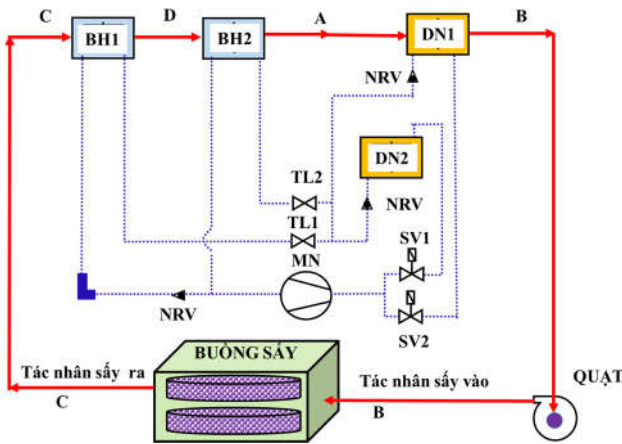 C
D
A
B
BH1
BH2
DN1
NRV
DN2
TL2
NRV
TL1
SV1
MN
NRV
SV2
BUỒNG SẤY
Tác nhân sấy ra
Tác nhân sấy vào
QUẠT
C
B